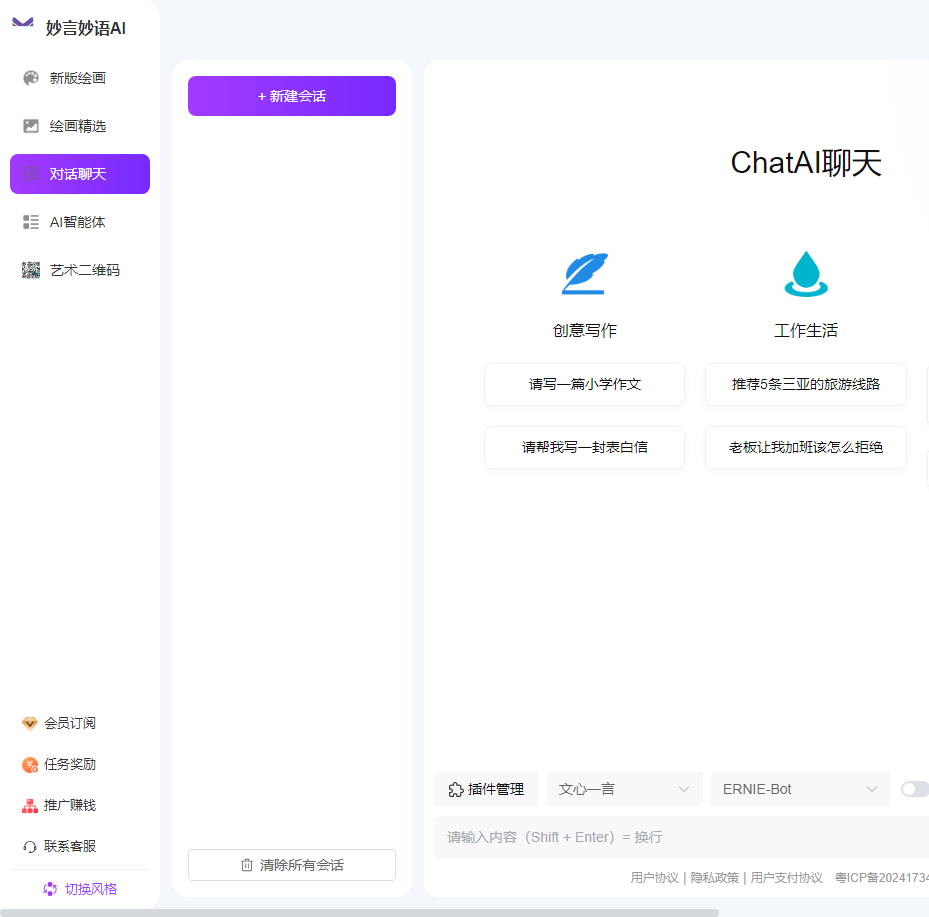 妙言妙语AI
新版绘画
绘画精选
对话聊天
AI智能体
艺术二维码
会员订阅
任务奖励
推广赚钱
联系客服
切换风格
+ 新建会话
清除所有会话
ChatAI聊天
创意写作
请写一篇小学作文
请帮我写一封表白信
工作生活
推荐5条三亚的旅游线路
老板让我加班该怎么拒绝
插件管理 文心一言 ERNIE-Bot
请输入内容（Shift + Enter）= 换行
用户协议 | 隐私政策 | 用户支付协议 粤ICP备20241734